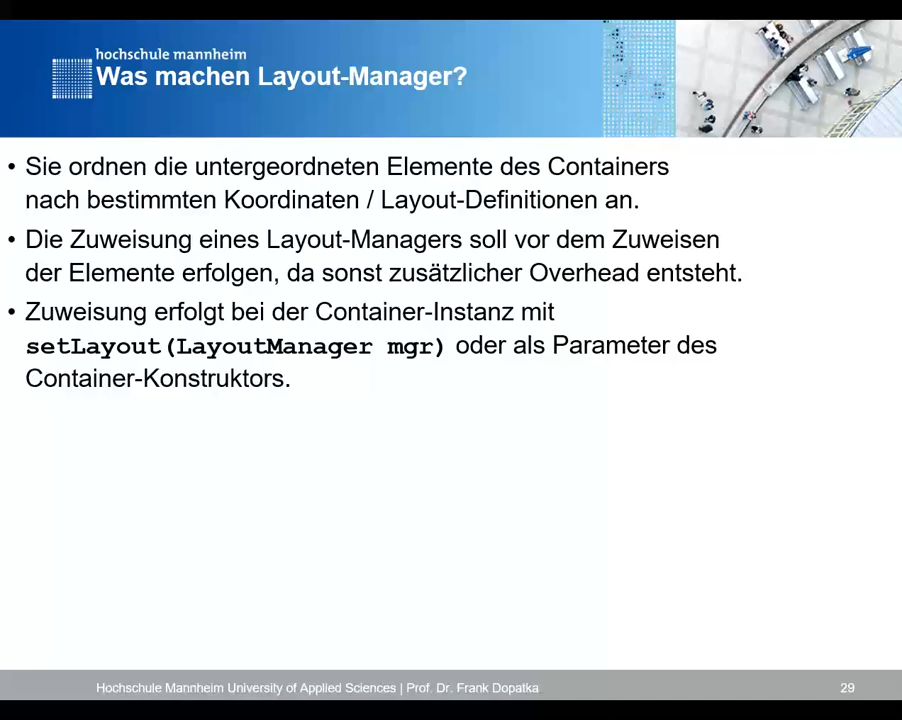 hochschule mannheim
Was machen Layout-Manager?
• Sie ordnen die untergeordneten Elemente des Containers
nach bestimmten Koordinaten / Layout-Definitionen an.
• Die Zuweisung eines Layout-Managers soll vor dem Zuweisen
der Elemente erfolgen, da sonst zusätzlicher Overhead entsteht.
• Zuweisung erfolgt bei der Container-Instanz mit
setLayout(LayoutManager mgr) oder als Parameter des
Container-Konstruktors.
Hochschule Mannheim University of Applied Sciences | Prof. Dr. Frank Dopatka
29